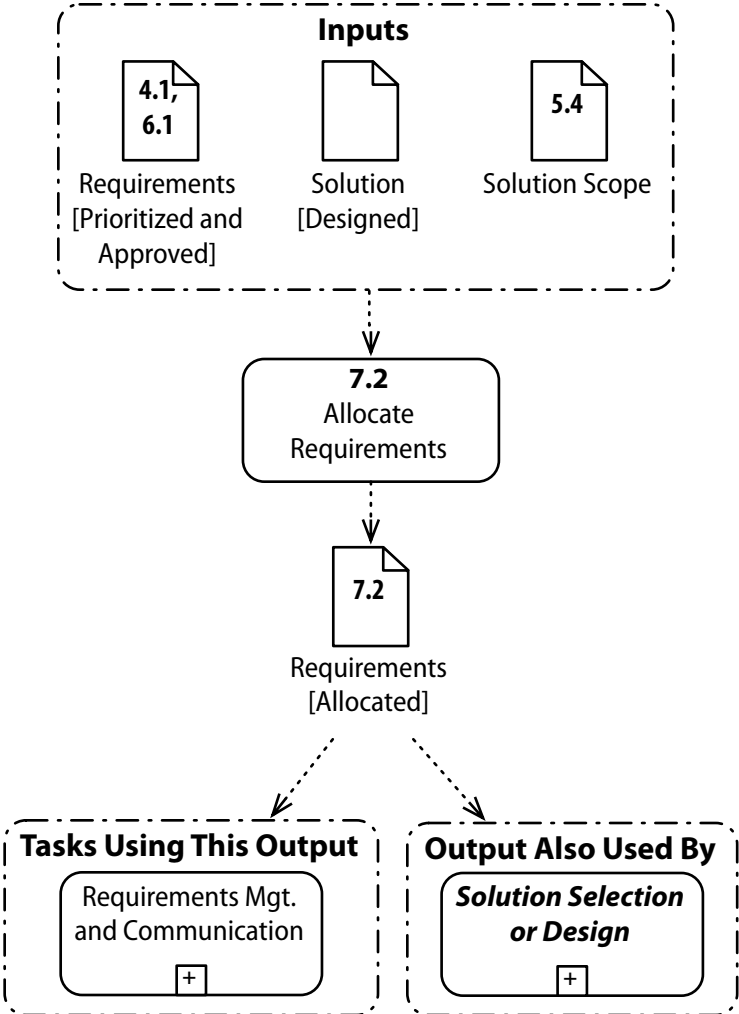 Inputs
4.1,
6.1
5.4
Requirements
[Prioritized and
Approved]
Solution
[Designed]
Solution Scope
7.2
Allocate
Requirements
7.2
Requirements
[Allocated]
Tasks Using This Output
Requirements Mgt.
and Communication
+
Output Also Used By
Solution Selection
or Design
+